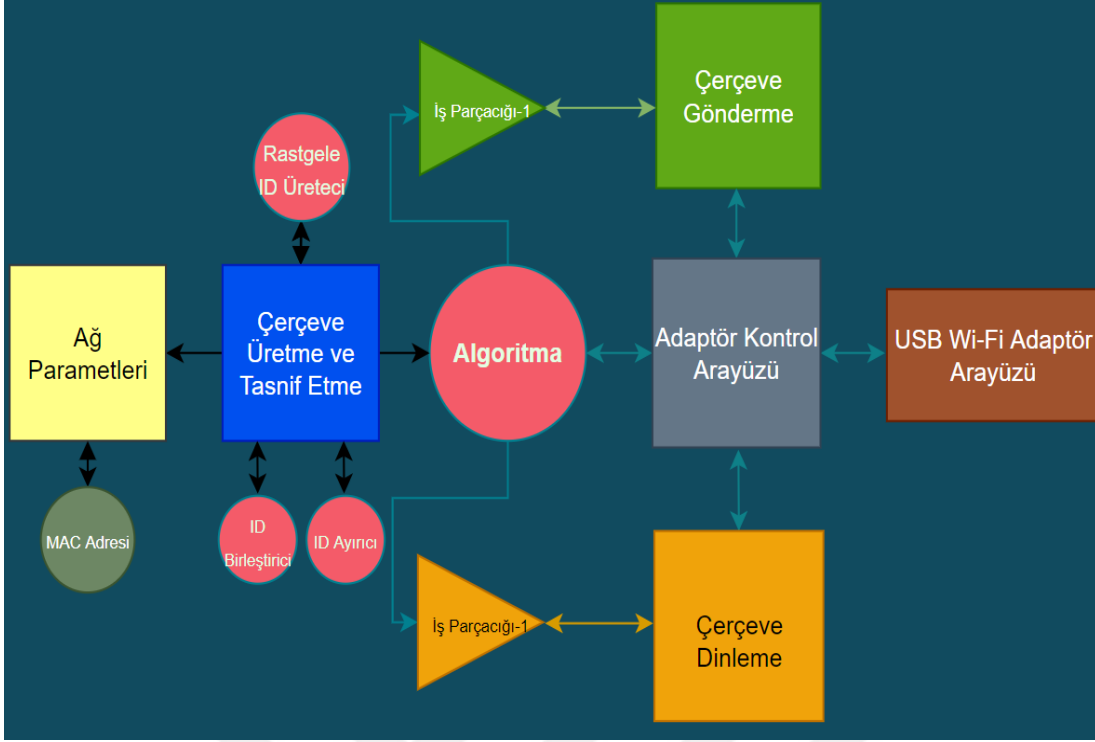 Çerçeve
Gönderme
İş Parçacığı-1
Rastgele
ID Üreteci
Ağ
Parametleri
Çerçeve
Üretme ve
Tasnif Etme
Algoritma
Adaptör Kontrol
Arayüzü
USB Wi-Fi Adaptör
Arayüzü
MAC Adresi
ID
Birleştirici
ID Ayırıcı
İş Parçacığı-1
Çerçeve
Dinleme